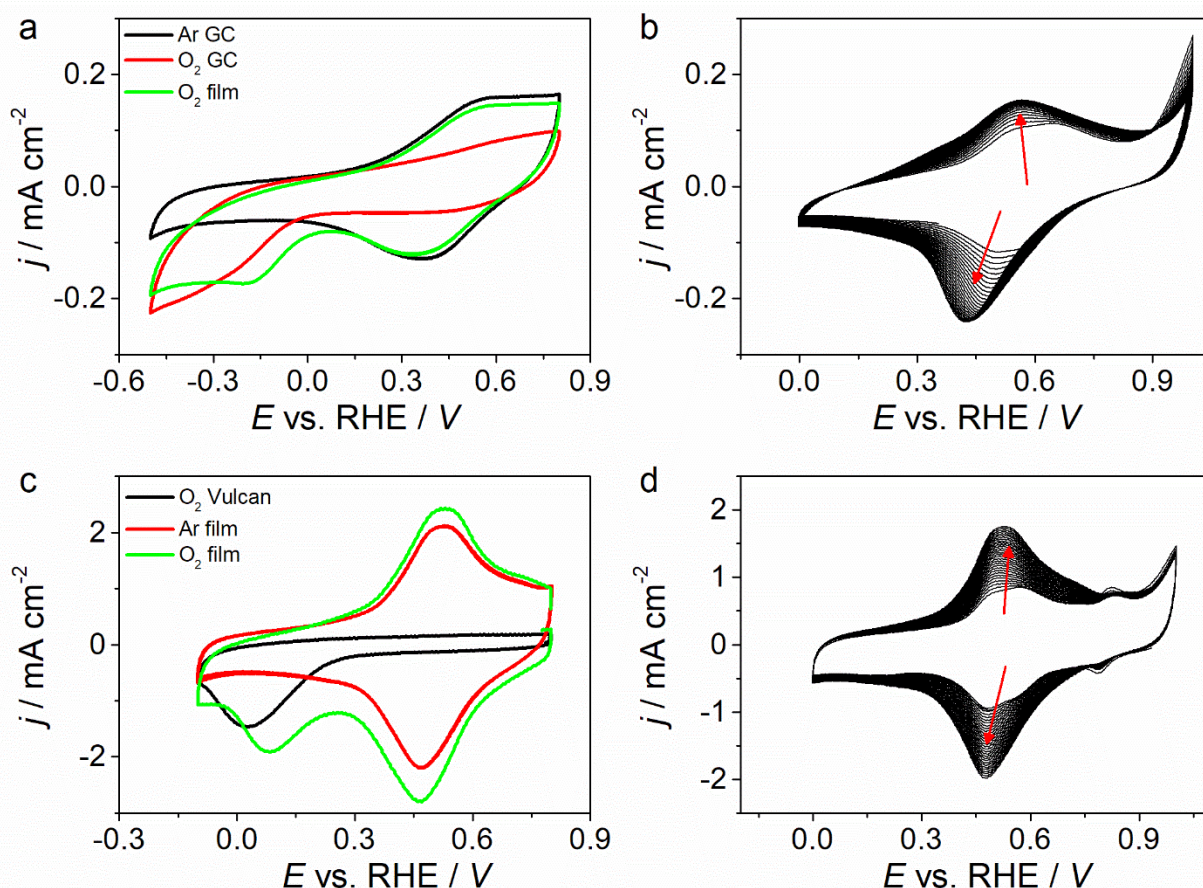 a
Ar GC
O₂ GC
O₂ film
0.2
0.0
-0.2
j / mA cm⁻²
-0.6
-0.3
0.0
0.3
0.6
0.9
E vs. RHE / V
b
0.2
0.0
-0.2
j / mA cm⁻²
0.0
0.3
0.6
0.9
E vs. RHE / V
c
O₂ Vulcan
Ar film
O₂ film
2
0
-2
j / mA cm⁻²
-0.3
0.0
0.3
0.6
0.9
E vs. RHE / V
d
2
1
0
-1
-2
j / mA cm⁻²
0.0
0.3
0.6
0.9
E vs. RHE / V